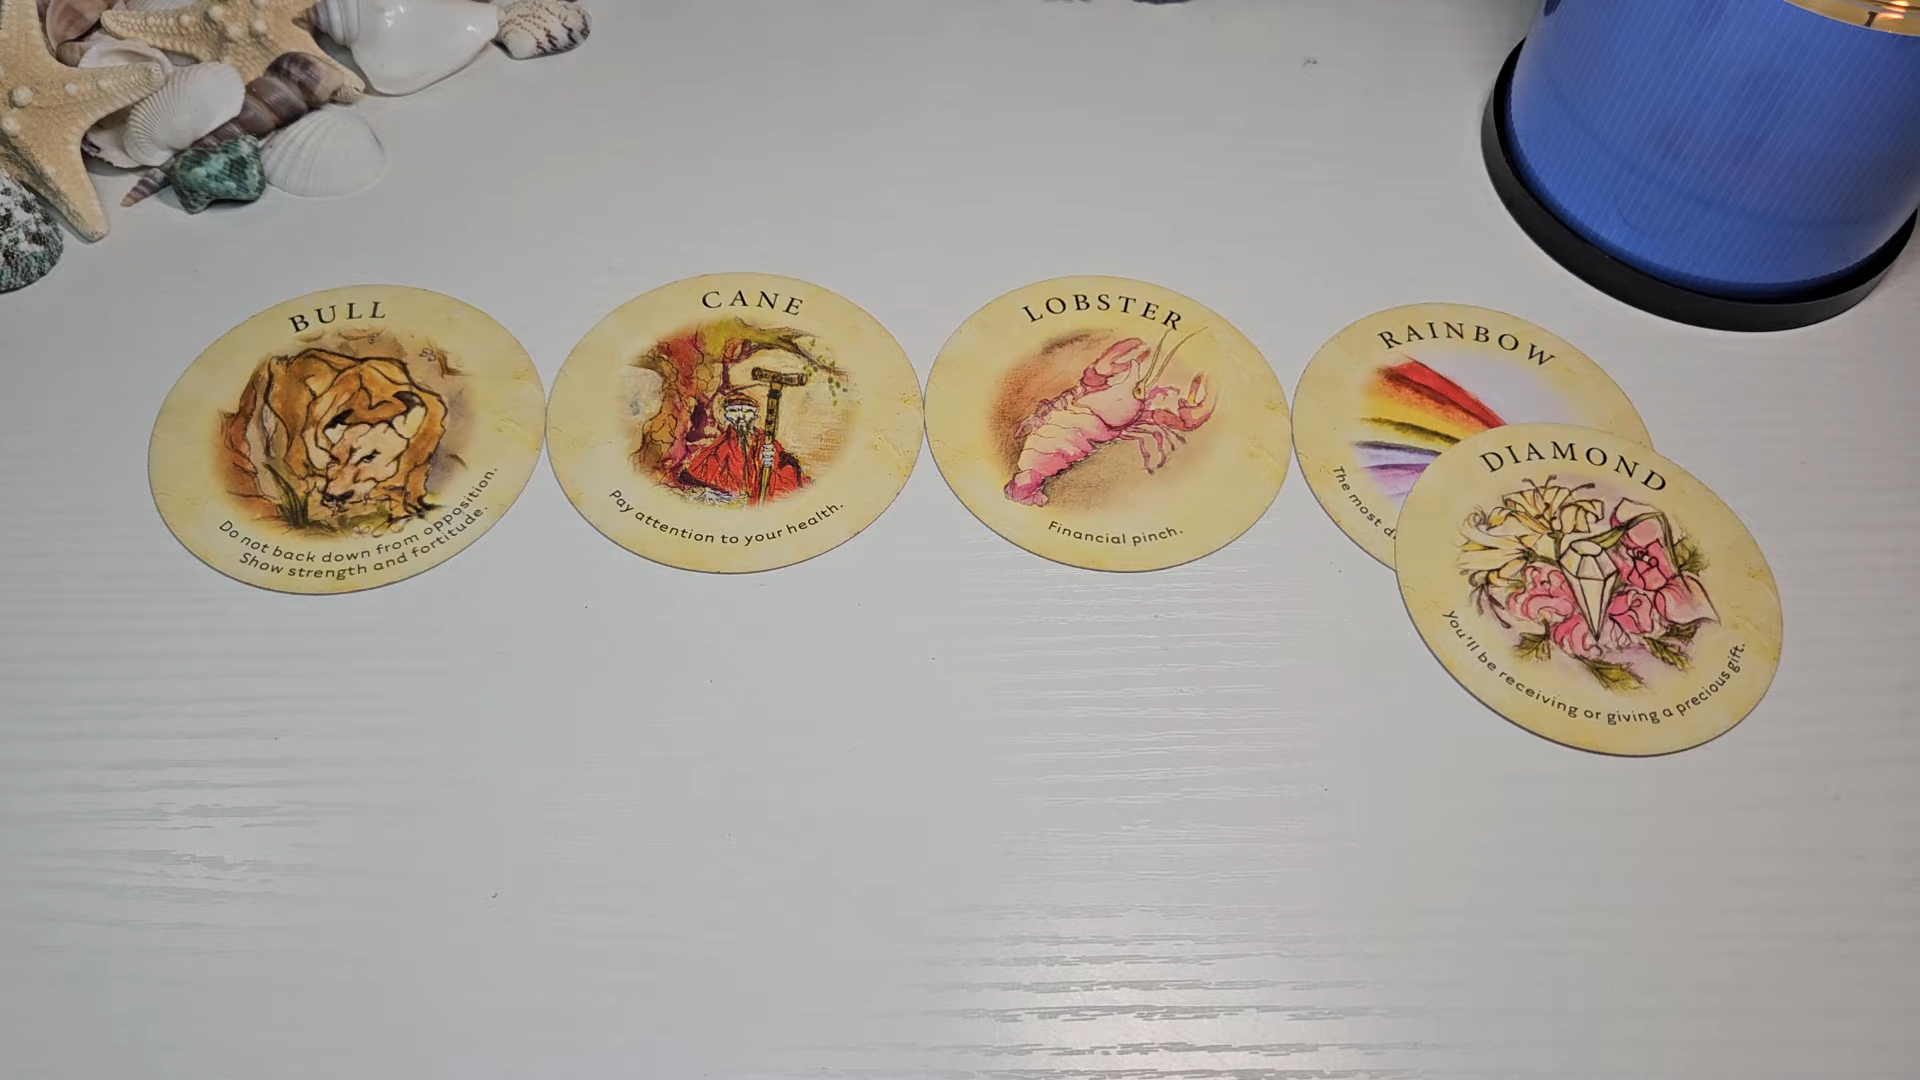 BULL
Do not back down from opposition.
Show strength and fortitude.
CANE
Pay attention to your health.
LOBSTER
Financial pinch.
RAINBOW
The most
DIAMOND
You'll be receiving or giving a precious gift.